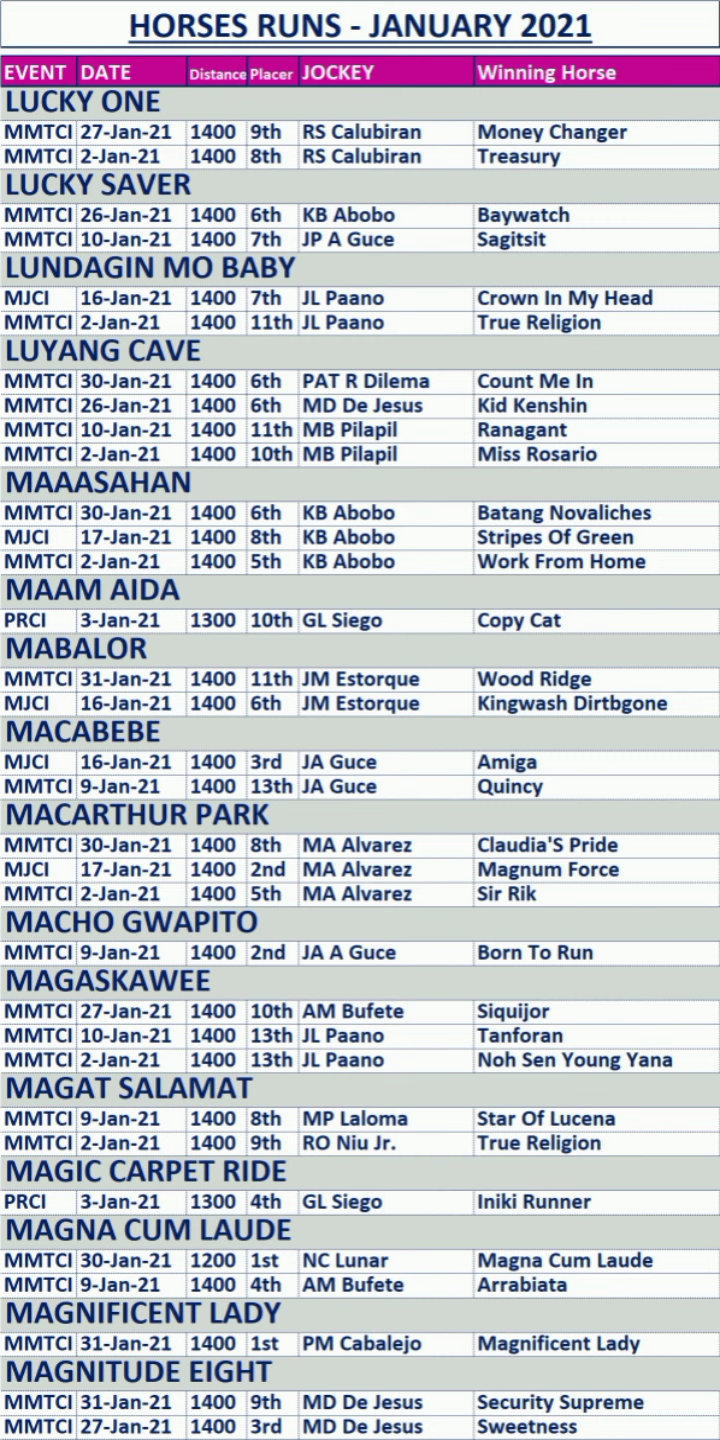 HORSES RUNS - JANUARY 2021
EVENT DATE Distance Placer JOCKEY Winning Horse
LUCKY ONE
MMTCI 27-Jan-21 1400 9th RS Calubiran Money Changer
MMTCI 2-Jan-21 1400 8th RS Calubiran Treasury
LUCKY SAVER
MMTCI 26-Jan-21 1400 6th KB Abobo Baywatch
MMTCI 10-Jan-21 1400 7th JP A Guce Sagitsit
LUNDAGIN MO BABY
MJCI 16-Jan-21 1400 7th JL Paano Crown In My Head
MMTCI 2-Jan-21 1400 11th JL Paano True Religion
LUYANG CAVE
MMTCI 30-Jan-21 1400 6th PAT R Dilema Count Me In
MMTCI 26-Jan-21 1400 6th MD De Jesus Kid Kenshin
MMTCI 10-Jan-21 1400 11th MB Pilapil Ranagant
MMTCI 2-Jan-21 1400 10th MB Pilapil Miss Rosario
MAAASAHAN
MMTCI 30-Jan-21 1400 6th KB Abobo Batang Novaliches
MJCI 17-Jan-21 1400 8th KB Abobo Stripes Of Green
MMTCI 2-Jan-21 1400 5th KB Abobo Work From Home
MAAM AIDA
PRCI 3-Jan-21 1300 10th GL Siego Copy Cat
MABALOR
MMTCI 31-Jan-21 1400 11th JM Estorque Wood Ridge
MJCI 16-Jan-21 1400 6th JM Estorque Kingwash Dirtbgone
MACABEBE
MJCI 16-Jan-21 1400 3rd JA Guce Amiga
MMTCI 9-Jan-21 1400 13th JA Guce Quincy
MACARTHUR PARK
MMTCI 30-Jan-21 1400 8th MA Alvarez Claudia'S Pride
MJCI 17-Jan-21 1400 2nd MA Alvarez Magnum Force
MMTCI 2-Jan-21 1400 5th MA Alvarez Sir Rik
MACHO GWAPITO
MMTCI 9-Jan-21 1400 2nd JA A Guce Born To Run
MAGASKAWEE
MMTCI 27-Jan-21 1400 10th AM Bufete Siquijor
MMTCI 10-Jan-21 1400 13th JL Paano Tanforan
MMTCI 2-Jan-21 1400 13th JL Paano Noh Sen Young Yana
MAGAT SALAMAT
MMTCI 9-Jan-21 1400 8th MP Laloma Star Of Lucena
MMTCI 2-Jan-21 1400 9th RO Niu Jr. True Religion
MAGIC CARPET RIDE
PRCI 3-Jan-21 1300 4th GL Siego Iniki Runner
MAGNA CUM LAUDE
MMTCI 30-Jan-21 1200 1st NC Lunar Magna Cum Laude
MMTCI 9-Jan-21 1400 4th AM Bufete Arrabiata
MAGNIFICENT LADY
MMTCI 31-Jan-21 1400 1st PM Cabalejo Magnificent Lady
MAGNITUDE EIGHT
MMTCI 31-Jan-21 1400 9th MD De Jesus Security Supreme
MMTCI 27-Jan-21 1400 3rd MD De Jesus Sweetness